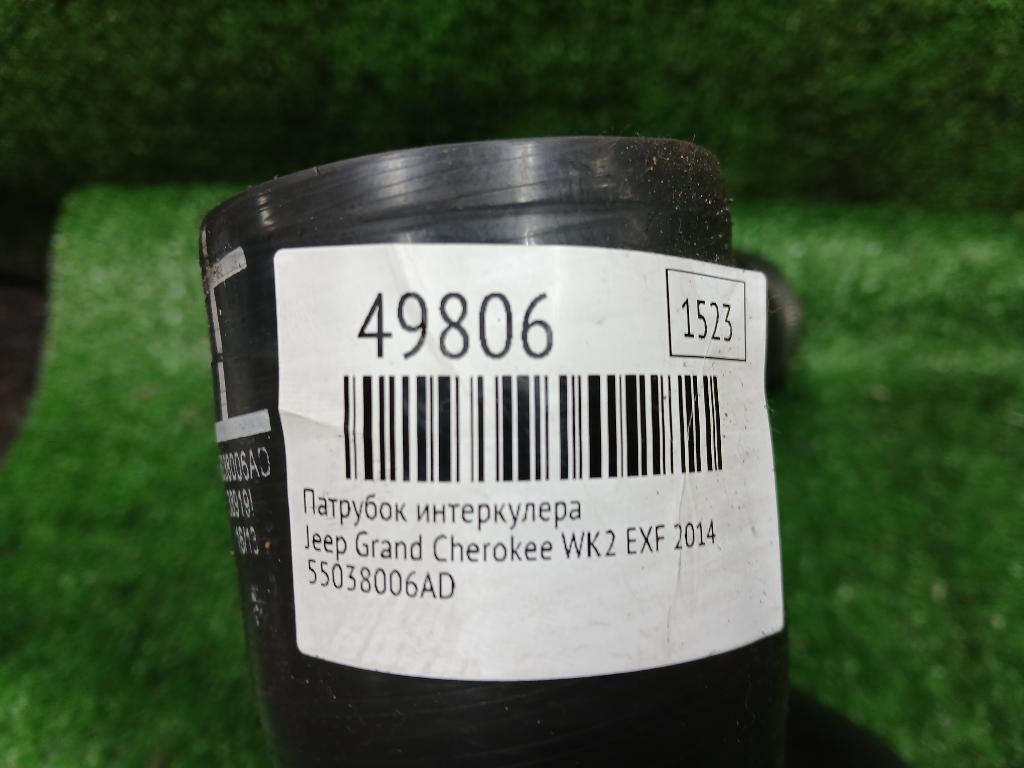 49806
1523
Патрубок интеркулера
Jeep Grand Cherokee WK2 EXF 2014
55038006AD